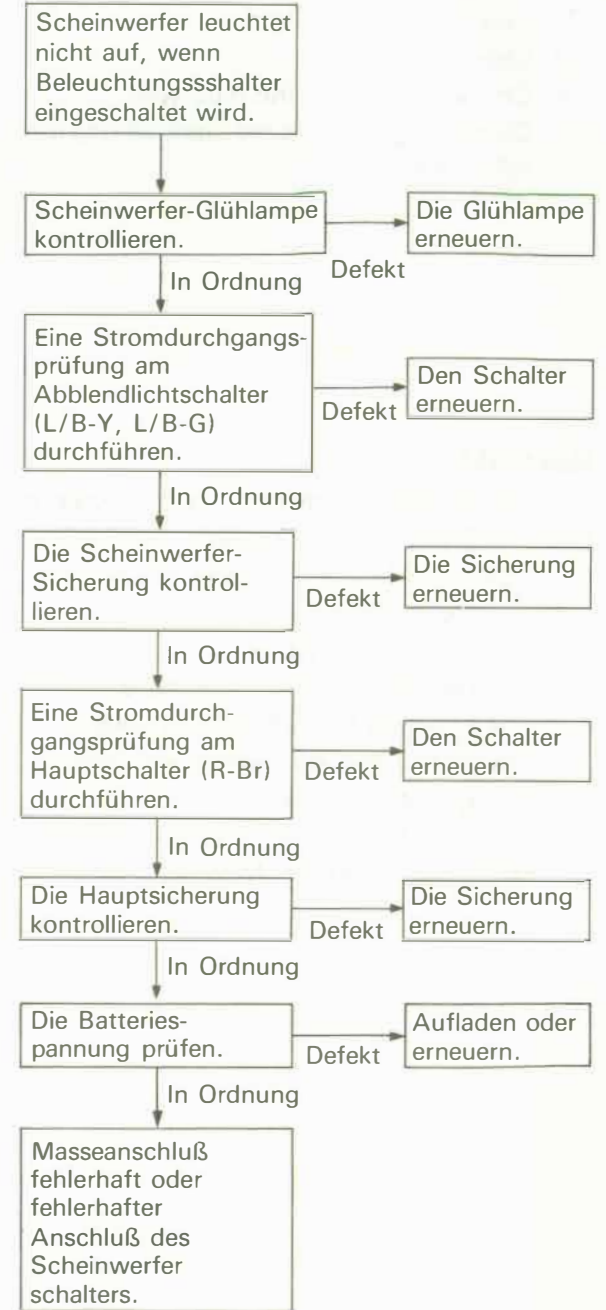 Scheinwerfer leuchtet
nicht auf, wenn
Beleuchtungssshalter
eingeschaltet wird.
Scheinwerfer-Glühlampe
kontrollieren.
Die Glühlampe
erneuern.
Defekt
In Ordnung
Eine Stromdurchgangs-
prüfung am
Abblendlichtschalter
(L/B-Y, L/B-G)
durchführen.
Den Schalter
erneuern.
Defekt
In Ordnung
Die Scheinwerfer-
Sicherung kontrol-
lieren.
Die Sicherung
erneuern.
Defekt
In Ordnung
Eine Stromdurch-
gangsprüfung am
Hauptschalter (R-Br)
durchführen.
Den Schalter
erneuern.
Defekt
In Ordnung
Die Hauptsicherung
kontrollieren.
Die Sicherung
erneuern.
Defekt
In Ordnung
Die Batteries-
pannung prüfen.
Aufladen oder
erneuern.
Defekt
In Ordnung
Masseanschluß
fehlerhaft oder
fehlerhafter
Anschluß des
Scheinwerfer
schalters.